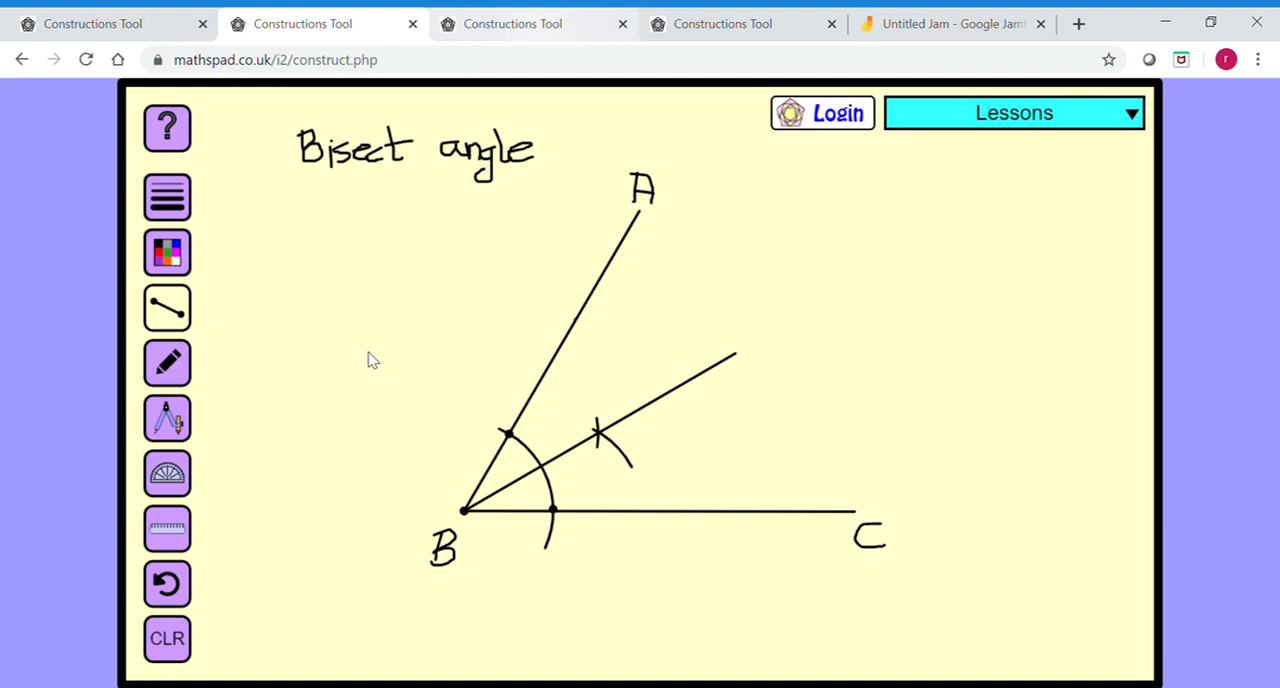 Constructions Tool
Constructions Tool
Constructions Tool
Constructions Tool
Untitled Jam - Google Jamb
mathspad.co.uk/i2/construct.php
r
?
Login
Lessons
Bisect angle
A
B
C
CLR